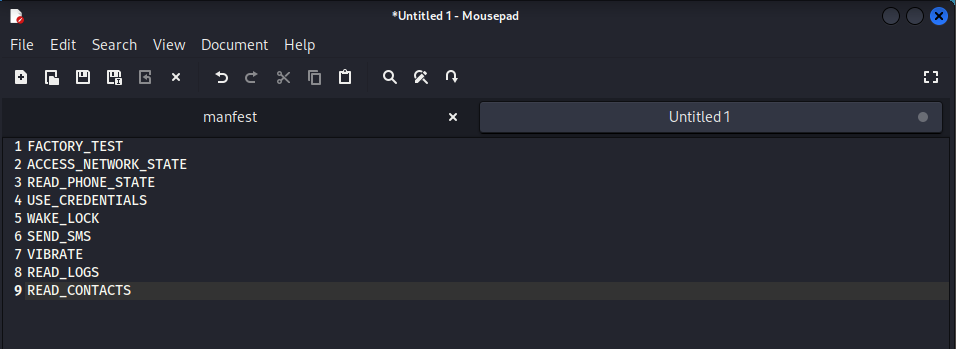 *Untitled 1 - Mousepad
File Edit Search View Document Help
manfest Untitled 1
1 FACTORY_TEST
2 ACCESS_NETWORK_STATE
3 READ_PHONE_STATE
4 USE_CREDENTIALS
5 WAKE_LOCK
6 SEND_SMS
7 VIBRATE
8 READ_LOGS
9 READ_CONTACTS